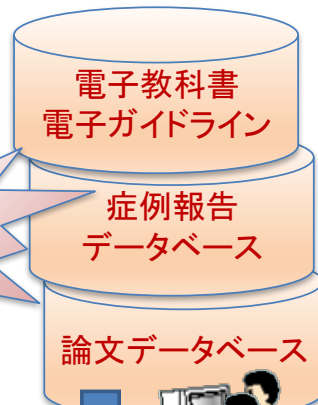 電子教科書
電子ガイドライン
症例報告
データベース
論文データベース